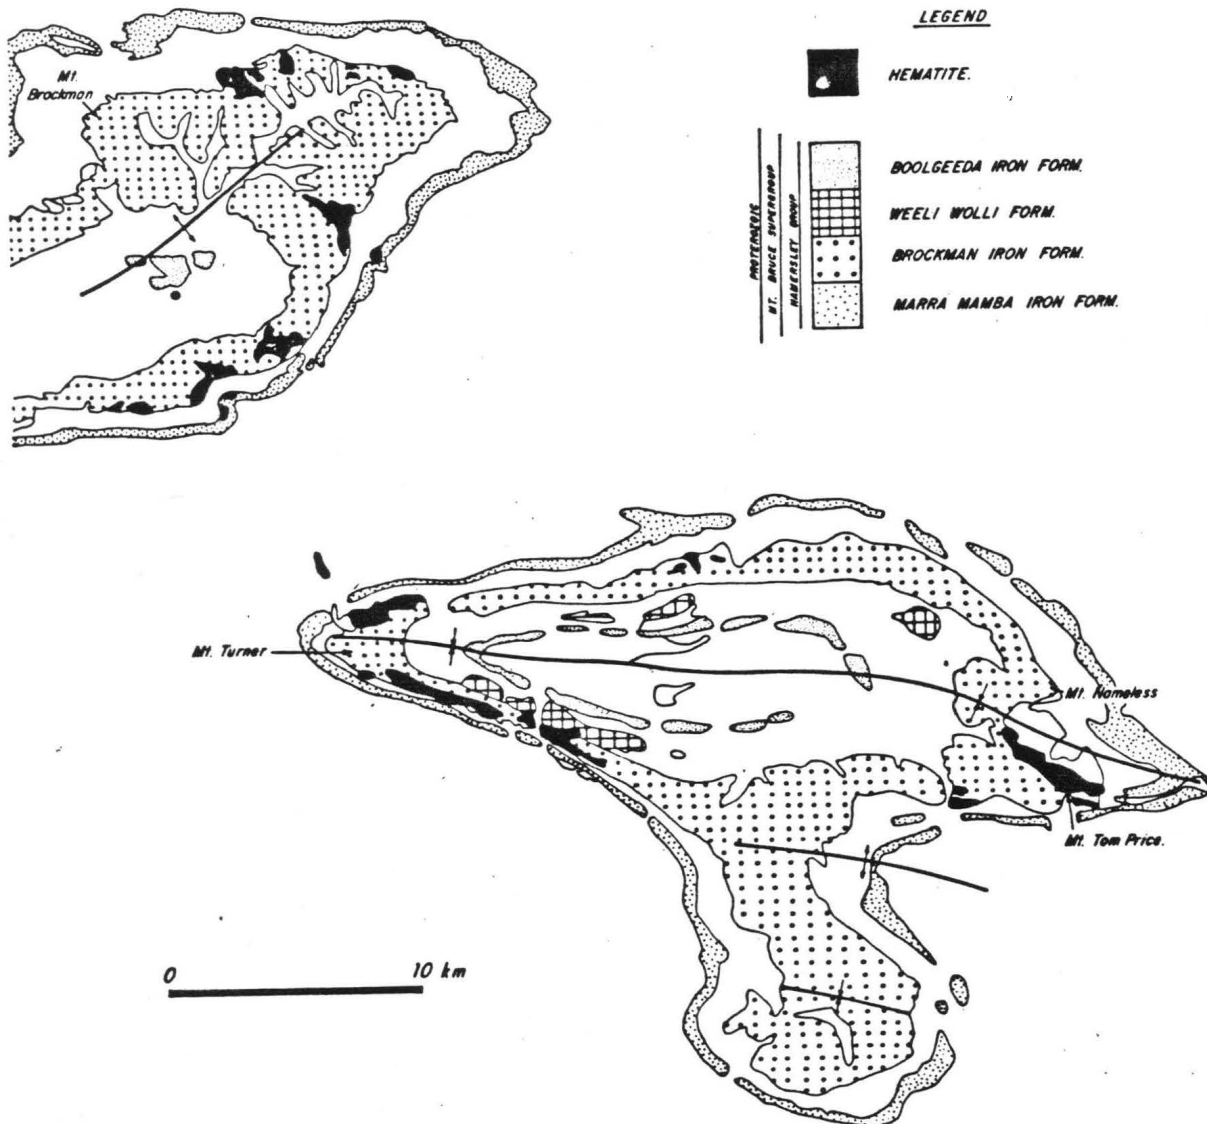 LEGEND
HEMATITE.
BOOLGEEDA IRON FORM.
WEELI WOLLI FORM.
BROCKMAN IRON FORM.
MARRA MAMBA IRON FORM.
PROTEROZOIC
MT. BRUCE SUPERGROUP
HAMERSLEY GROUP
Mt.
Brockman
Mt. Turner
Mt. Nameless
Mt. Tom Price.
0 10 km